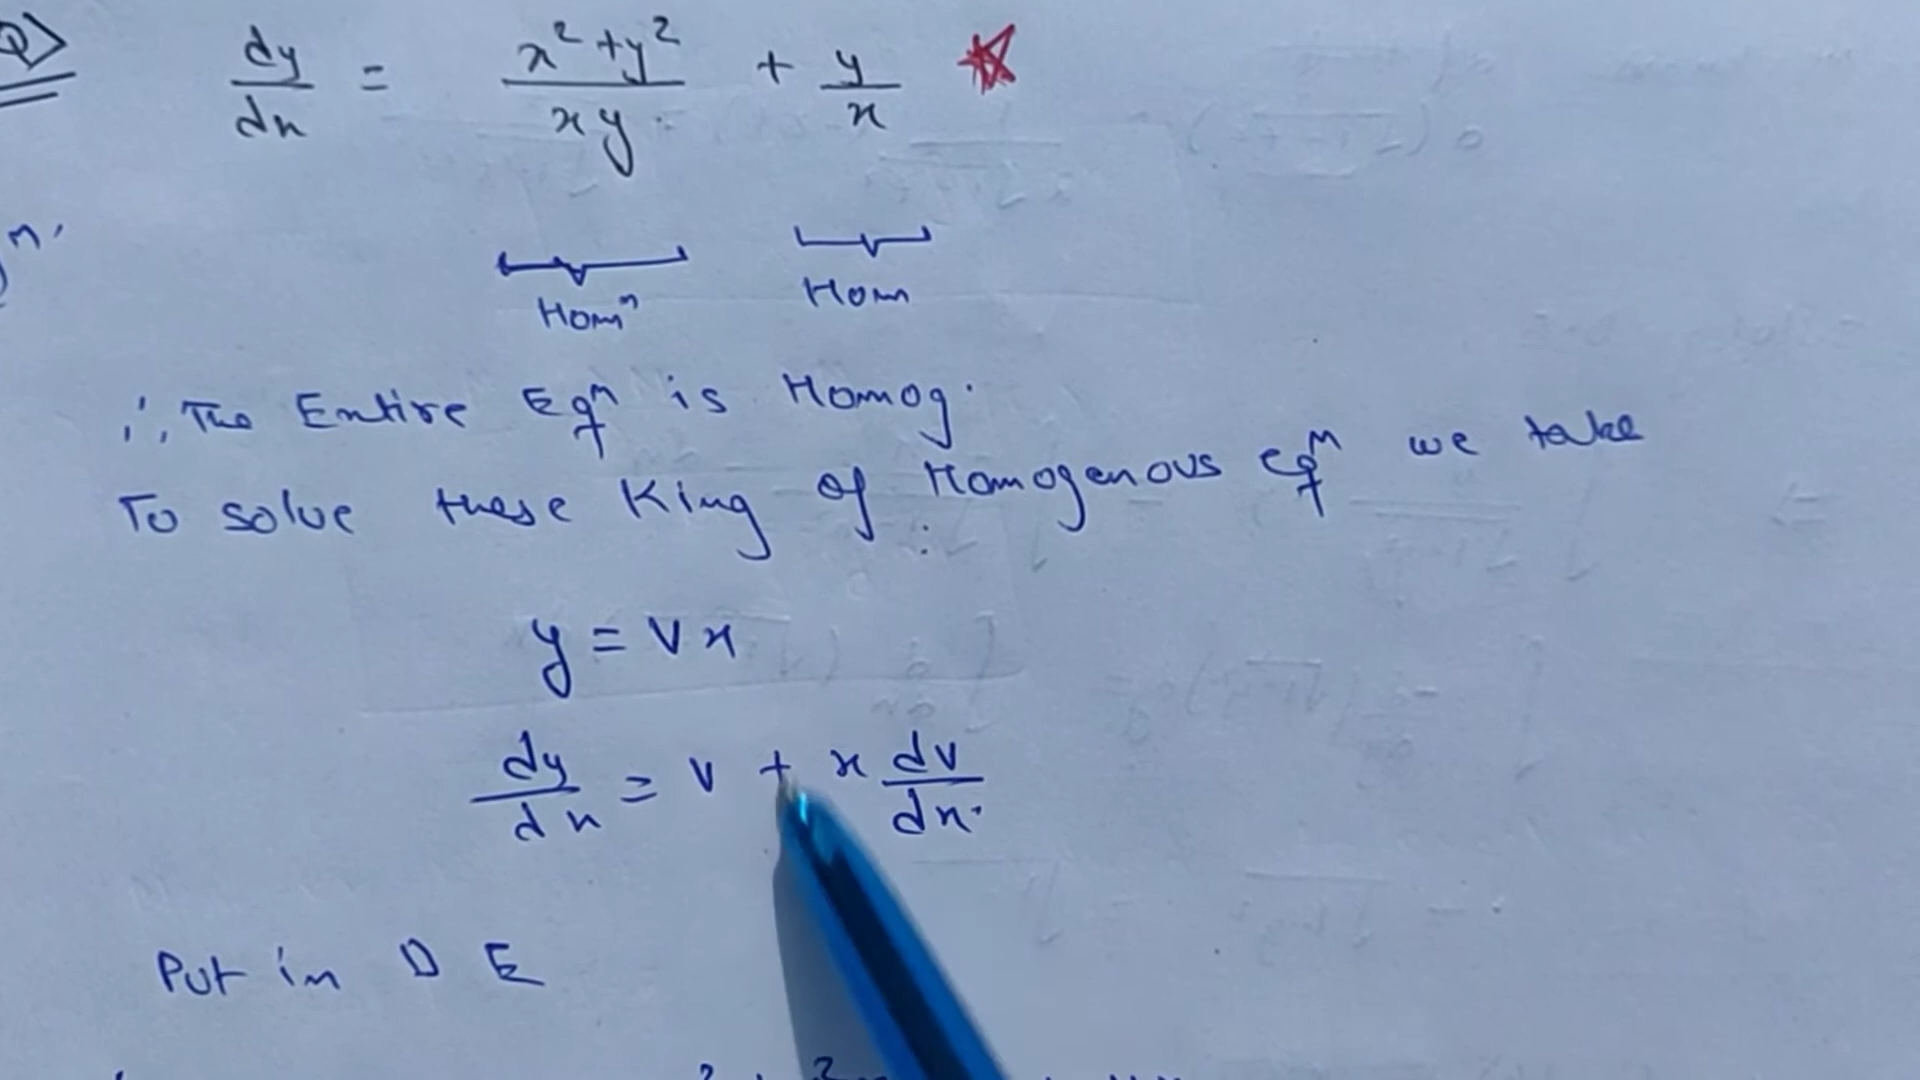 Q> dy/dx = x²+y²/xy + y/x
Homⁿ Hom
∴ The Entire Eqⁿ is Homog.
To solve these King of Homogenous eqⁿ we take
y = vx
dy/dx = v + x dv/dx.
Put in D E